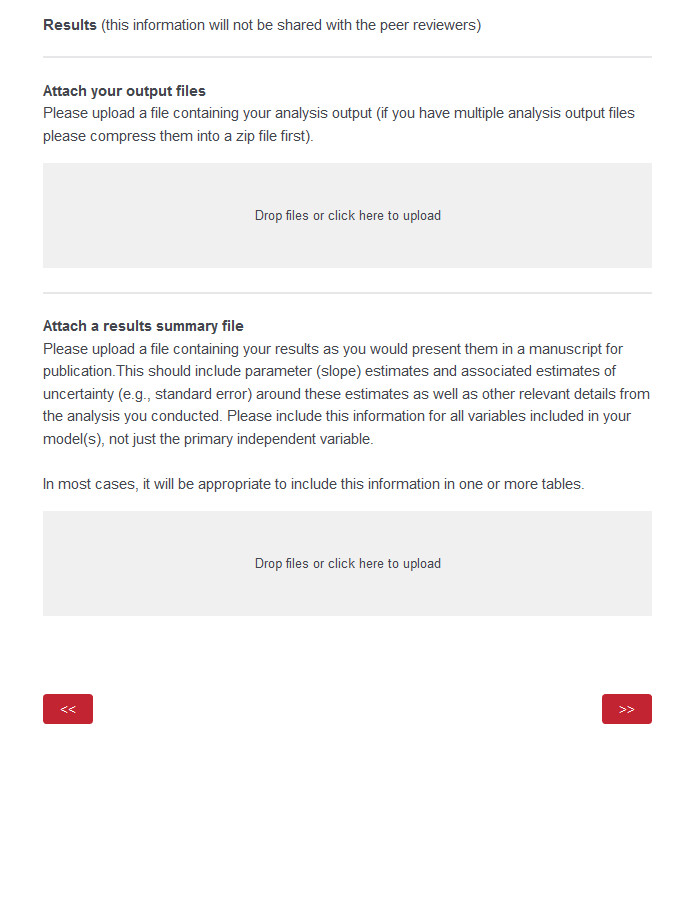 Results (this information will not be shared with the peer reviewers)
Attach your output files
Please upload a file containing your analysis output (if you have multiple analysis output files
please compress them into a zip file first).
Drop files or click here to upload
Attach a results summary file
Please upload a file containing your results as you would present them in a manuscript for
publication.This should include parameter (slope) estimates and associated estimates of
uncertainty (e.g., standard error) around these estimates as well as other relevant details from
the analysis you conducted. Please include this information for all variables included in your
model(s), not just the primary independent variable.
In most cases, it will be appropriate to include this information in one or more tables.
Drop files or click here to upload
<< >>